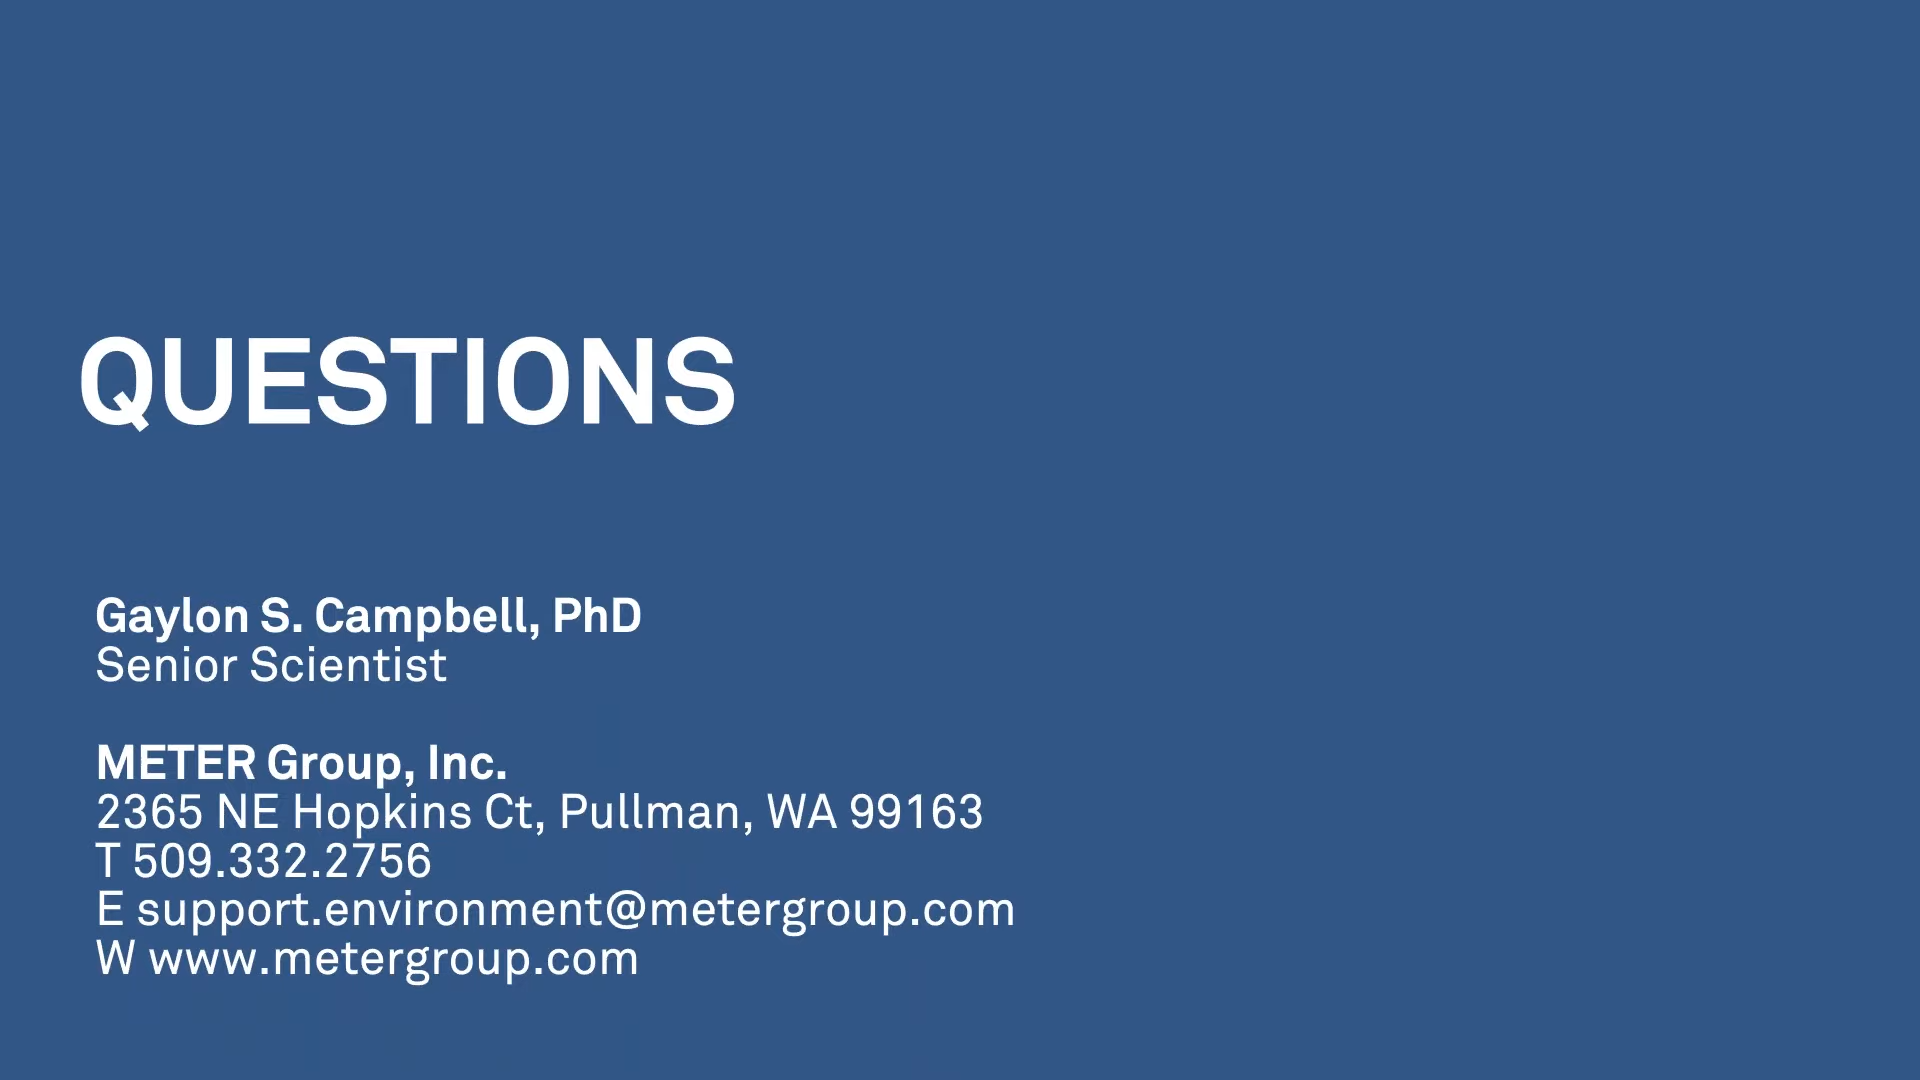 QUESTIONS
Gaylon S. Campbell, PhD
Senior Scientist
METER Group, Inc.
2365 NE Hopkins Ct, Pullman, WA 99163
T 509.332.2756
E support.environment@metergroup.com
W www.metergroup.com